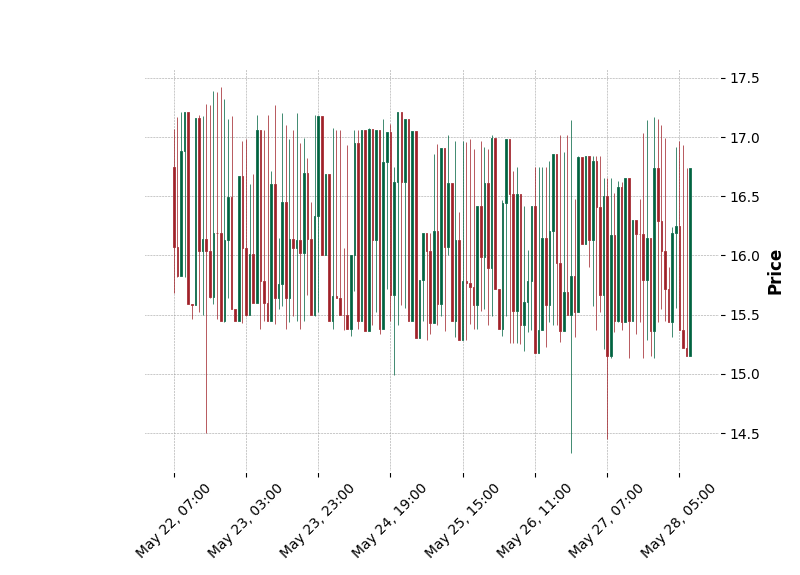 17.5
17.0
16.5
16.0
15.5
15.0
14.5
Price
May 22, 07:00
May 23, 03:00
May 23, 23:00
May 24, 19:00
May 25, 15:00
May 26, 11:00
May 27, 07:00
May 28, 05:00